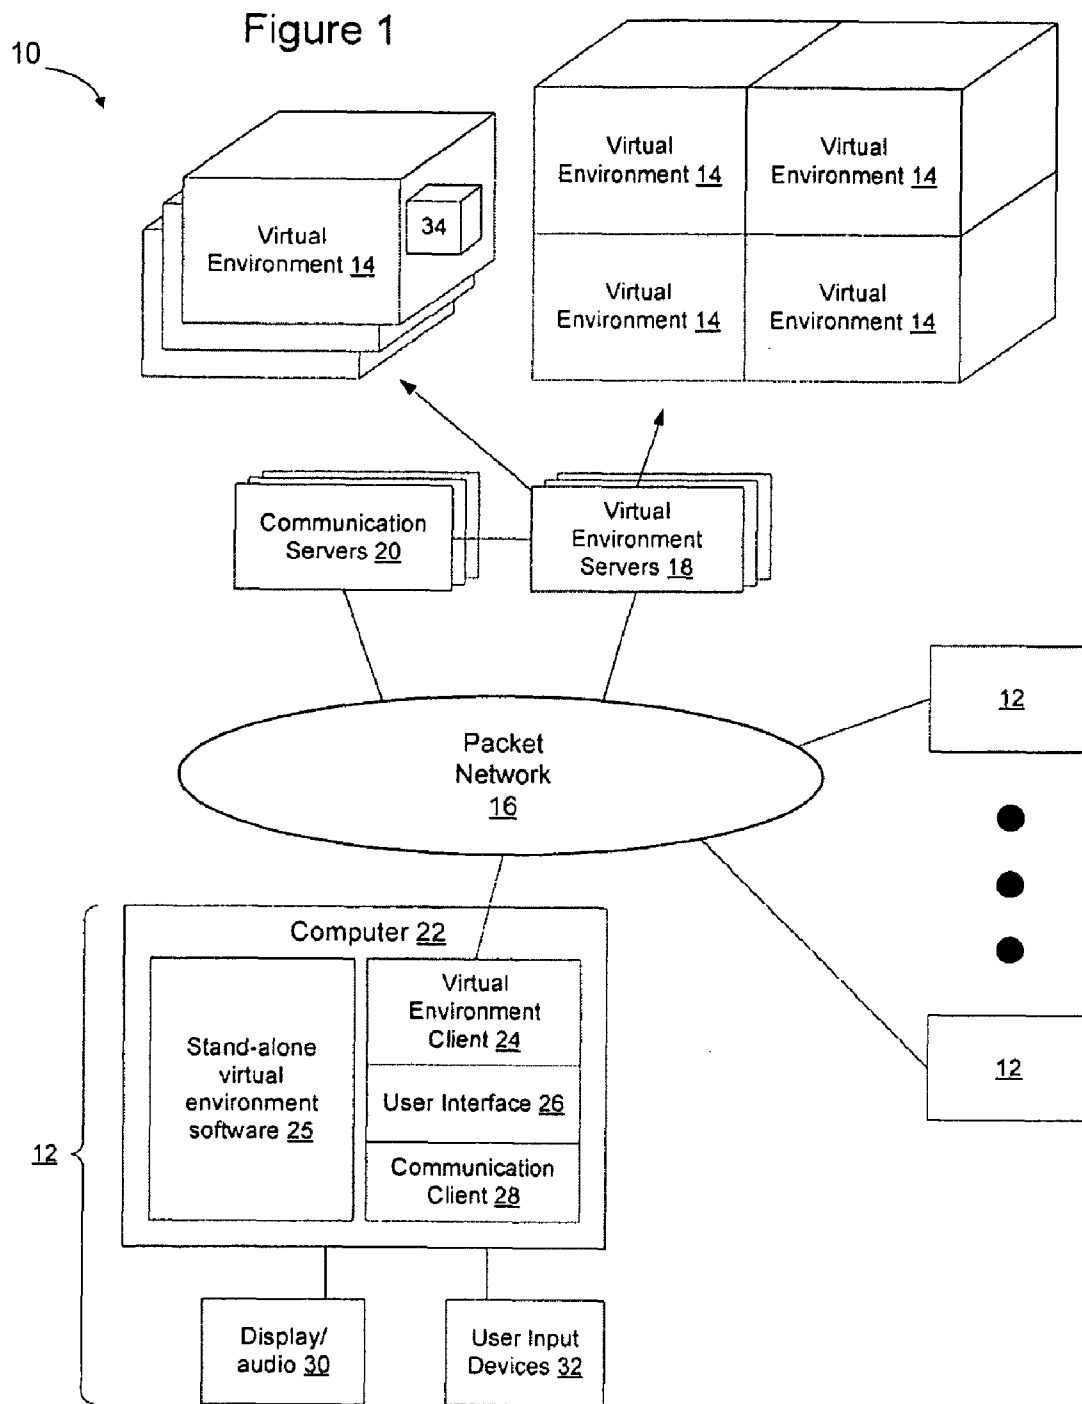 Figure 1
10
Virtual
Environment 14
34
Virtual
Environment 14
Virtual
Environment 14
Virtual
Environment 14
Virtual
Environment 14
Communication
Servers 20
Virtual
Environment
Servers 18
Packet
Network
16
12
12
Computer 22
Stand-alone
virtual
environment
software 25
Virtual
Environment
Client 24
User Interface 26
Communication
Client 28
12
Display/
audio 30
User Input
Devices 32